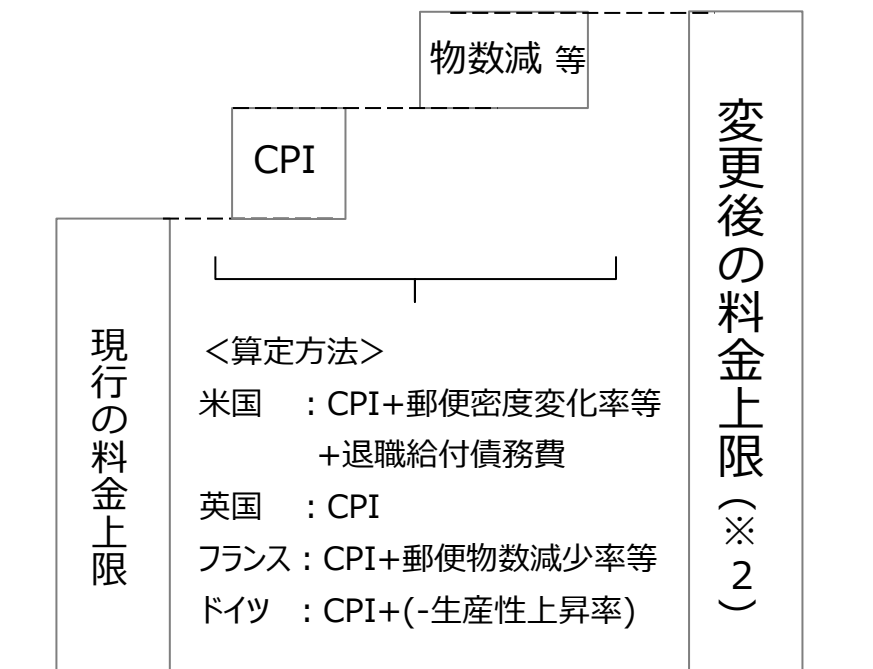 物数減 等
CPI
現行の料金上限
＜算定方法＞
米国　：CPI+郵便密度変化率等
+退職給付債務費
英国　：CPI
フランス：CPI+郵便物数減少率等
ドイツ　：CPI+(-生産性上昇率)
変更後の料金上限（※２）